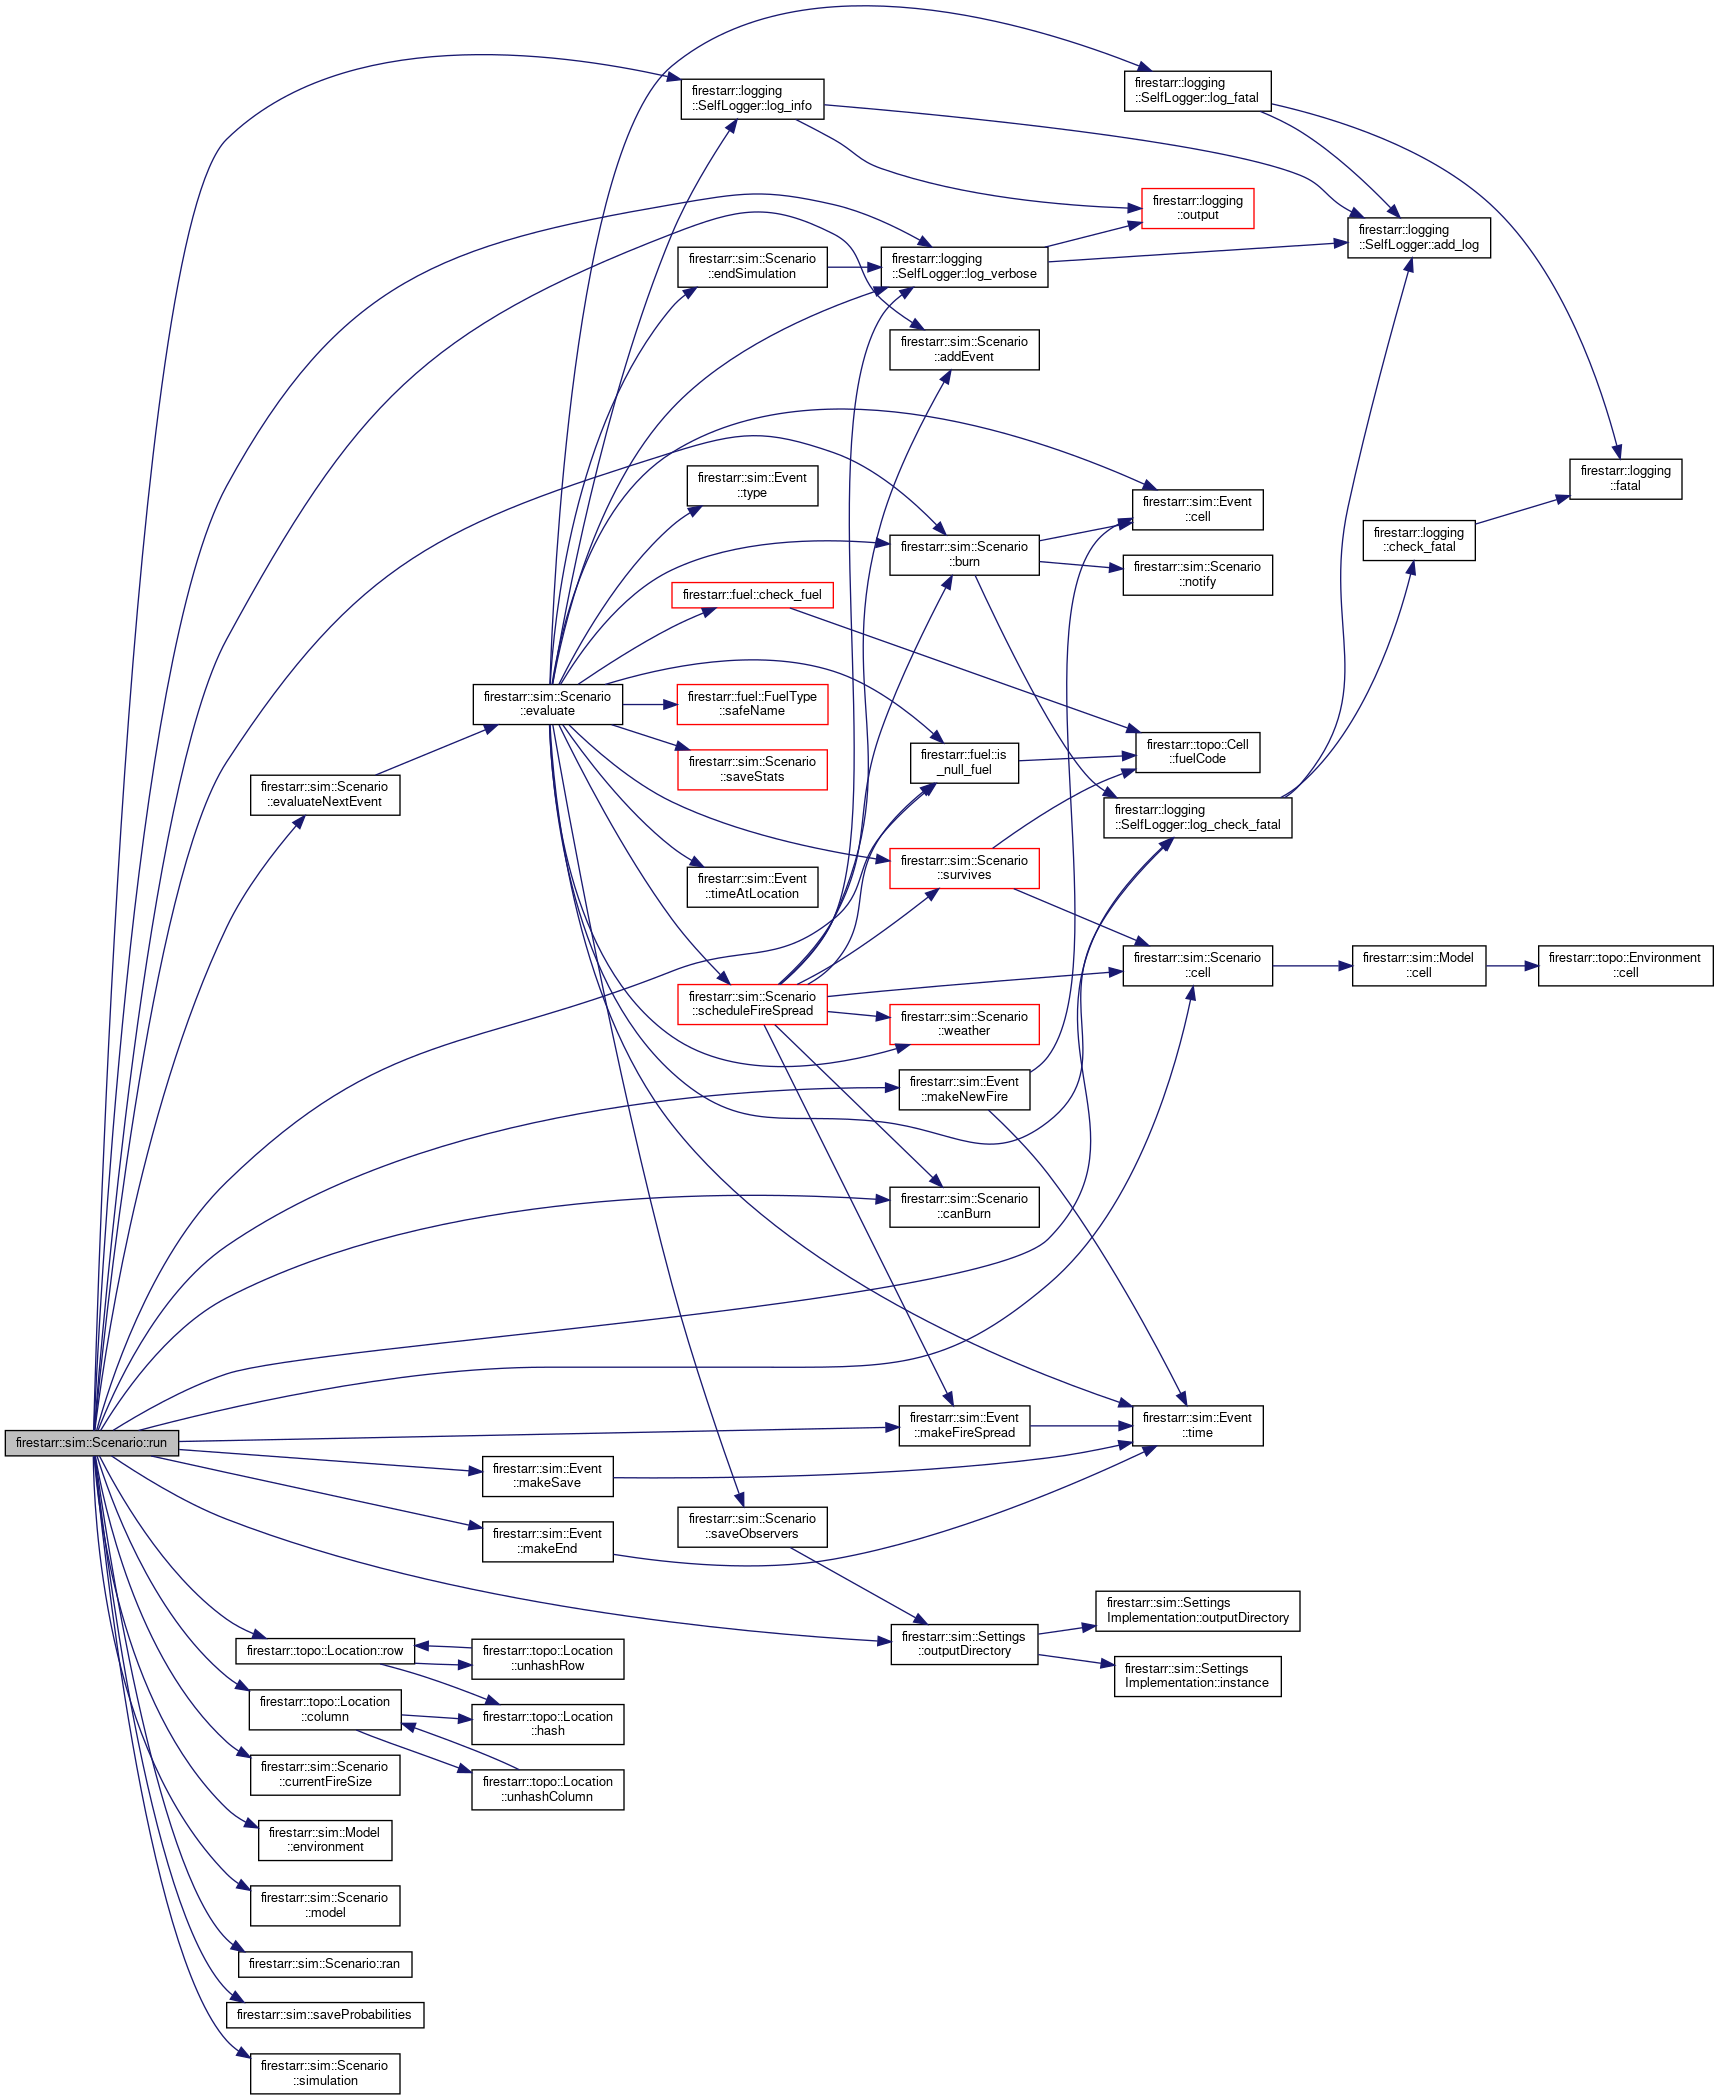 firestarr::logging
::SelfLogger::log_fatal
firestarr::logging
::SelfLogger::log_info
firestarr::logging
::output
firestarr::logging
::SelfLogger::add_log
firestarr::sim::Scenario
::endSimulation
firestarr::logging
::SelfLogger::log_verbose
firestarr::sim::Scenario
::addEvent
firestarr::sim::Event
::type
firestarr::logging
::fatal
firestarr::sim::Event
::cell
firestarr::sim::Scenario
::burn
firestarr::logging
::check_fatal
firestarr::sim::Scenario
::notify
firestarr::fuel::check_fuel
firestarr::sim::Scenario
::evaluate
firestarr::fuel::FuelType
::safeName
firestarr::sim::Scenario
::saveStats
firestarr::fuel::is
_null_fuel
firestarr::topo::Cell
::fuelCode
firestarr::sim::Scenario
::evaluateNextEvent
firestarr::logging
::SelfLogger::log_check_fatal
firestarr::sim::Scenario
::survives
firestarr::sim::Event
::timeAtLocation
firestarr::sim::Scenario
::cell
firestarr::sim::Model
::cell
firestarr::topo::Environment
::cell
firestarr::sim::Scenario
::scheduleFireSpread
firestarr::sim::Scenario
::weather
firestarr::sim::Event
::makeNewFire
firestarr::sim::Scenario
::canBurn
firestarr::sim::Scenario::run
firestarr::sim::Event
::makeFireSpread
firestarr::sim::Event
::time
firestarr::sim::Event
::makeSave
firestarr::sim::Scenario
::saveObservers
firestarr::sim::Event
::makeEnd
firestarr::sim::Settings
Implementation::outputDirectory
firestarr::topo::Location::row
firestarr::topo::Location
::unhashRow
firestarr::sim::Settings
::outputDirectory
firestarr::sim::Settings
Implementation::instance
firestarr::topo::Location
::column
firestarr::topo::Location
::hash
firestarr::sim::Scenario
::currentFireSize
firestarr::topo::Location
::unhashColumn
firestarr::sim::Model
::environment
firestarr::sim::Scenario
::model
firestarr::sim::Scenario::ran
firestarr::sim::saveProbabilities
firestarr::sim::Scenario
::simulation